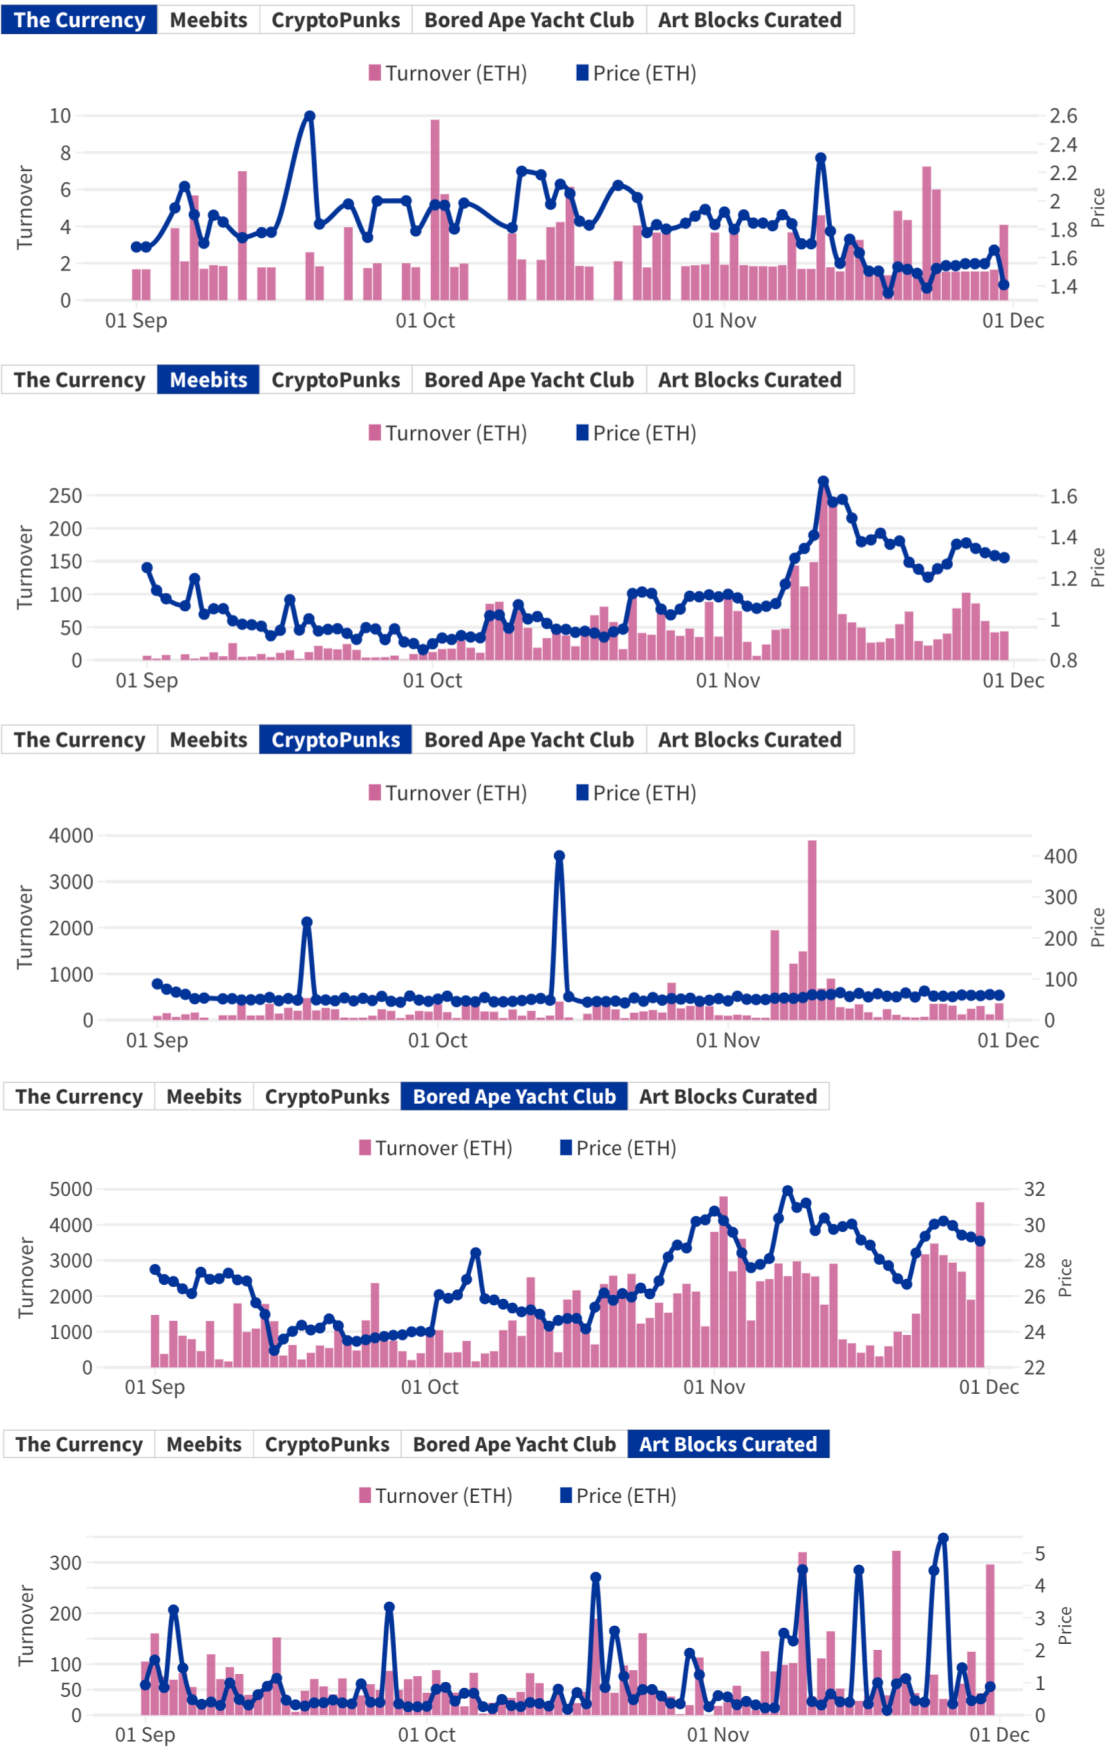 The Currency Meebits CryptoPunks Bored Ape Yacht Club Art Blocks Curated
Turnover (ETH) Price (ETH)
10 2.6
2.4
8
2.2
6 2
4 1.8
2 1.6
1.4
0
Turnover
Price
01 Sep 01 Oct 01 Nov 01 Dec
The Currency Meebits CryptoPunks Bored Ape Yacht Club Art Blocks Curated
Turnover (ETH) Price (ETH)
250 1.6
200 1.4
150
1.2
100
50 1
0 0.8
Turnover
Price
01 Sep 01 Oct 01 Nov 01 Dec
The Currency Meebits CryptoPunks Bored Ape Yacht Club Art Blocks Curated
Turnover (ETH) Price (ETH)
4000
400
3000
300
2000 200
1000 100
0 0
Turnover
Price
01 Sep 01 Oct 01 Nov 01 Dec
The Currency Meebits CryptoPunks Bored Ape Yacht Club Art Blocks Curated
Turnover (ETH) Price (ETH)
5000 32
4000 30
3000 28
2000 26
1000 24
0 22
Turnover
Price
01 Sep 01 Oct 01 Nov 01 Dec
The Currency Meebits CryptoPunks Bored Ape Yacht Club Art Blocks Curated
Turnover (ETH) Price (ETH)
5
300
4
200 3
2
100
50 1
0 0
Turnover
Price
01 Sep 01 Oct 01 Nov 01 Dec